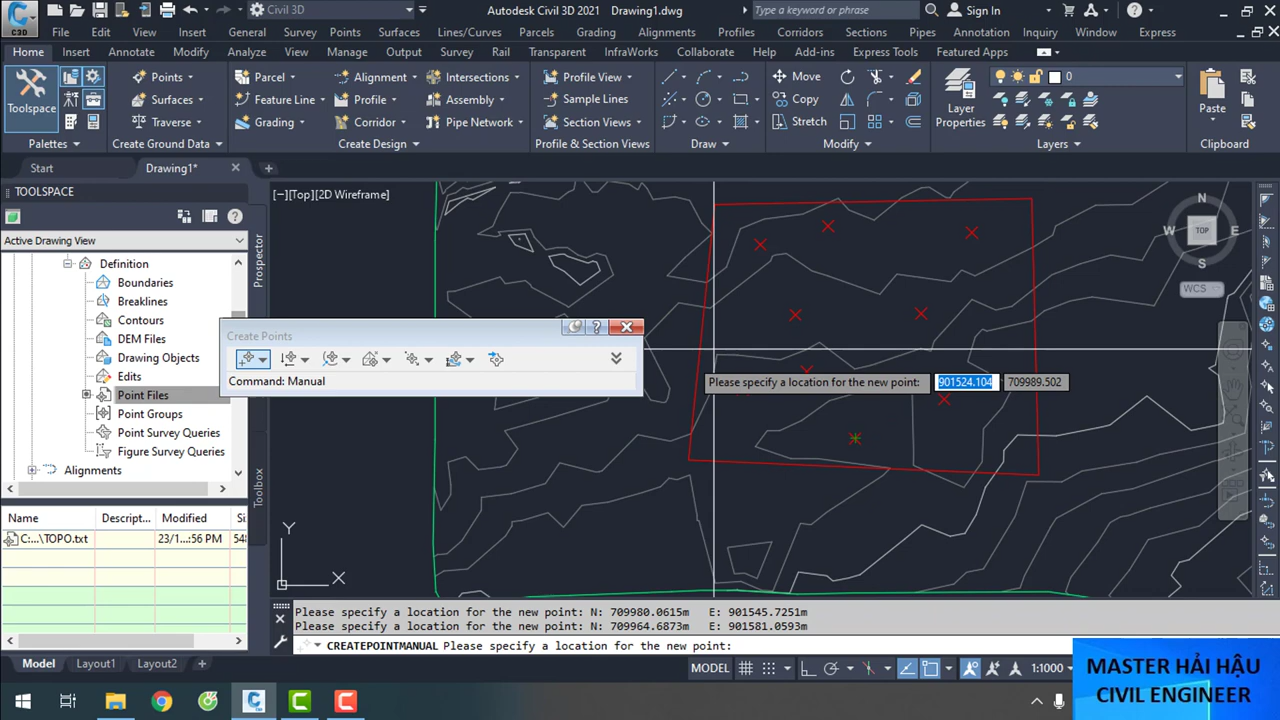 C3D
Civil 3D
Autodesk Civil 3D 2021 Drawing1.dwg
Type a keyword or phrase
Sign In
File Edit View Insert General Survey Points Surfaces Lines/Curves Parcels Grading Alignments Profiles Corridors Sections Pipes Annotation Inquiry Window Express
Home Insert Annotate Modify Analyze View Manage Output Survey Rail Transparent InfraWorks Collaborate Help Add-ins Express Tools Featured Apps
Toolspace
Points
Surfaces
Traverse
Parcel
Feature Line
Grading
Alignment
Profile
Corridor
Intersections
Assembly
Pipe Network
Profile View
Sample Lines
Section Views
Move
Copy
Stretch
Layer
Properties
0
Paste
Palettes
Create Ground Data
Create Design
Profile & Section Views
Draw
Modify
Layers
Clipboard
Start
Drawing1*
TOOLSPACE
Active Drawing View
Definition
Boundaries
Breaklines
Contours
DEM Files
Drawing Objects
Edits
Point Files
Point Groups
Point Survey Queries
Figure Survey Queries
Alignments
Prospector
Toolbox
Name Descript... Modified Si
C:...\TOPO.txt 23/1...:56 PM 548
[−][Top][2D Wireframe]
N
W TOP E
S
WCS
Create Points
Command: Manual
Please specify a location for the new point: 901524.104 709989.502
Y
X
Please specify a location for the new point: N: 709980.0615m E: 901545.7251m
Please specify a location for the new point: N: 709964.6873m E: 901581.0593m
CREATEPOINTMANUAL Please specify a location for the new point:
Model Layout1 Layout2
MODEL
1:1000
MASTER HẢI HẬU
CIVIL ENGINEER